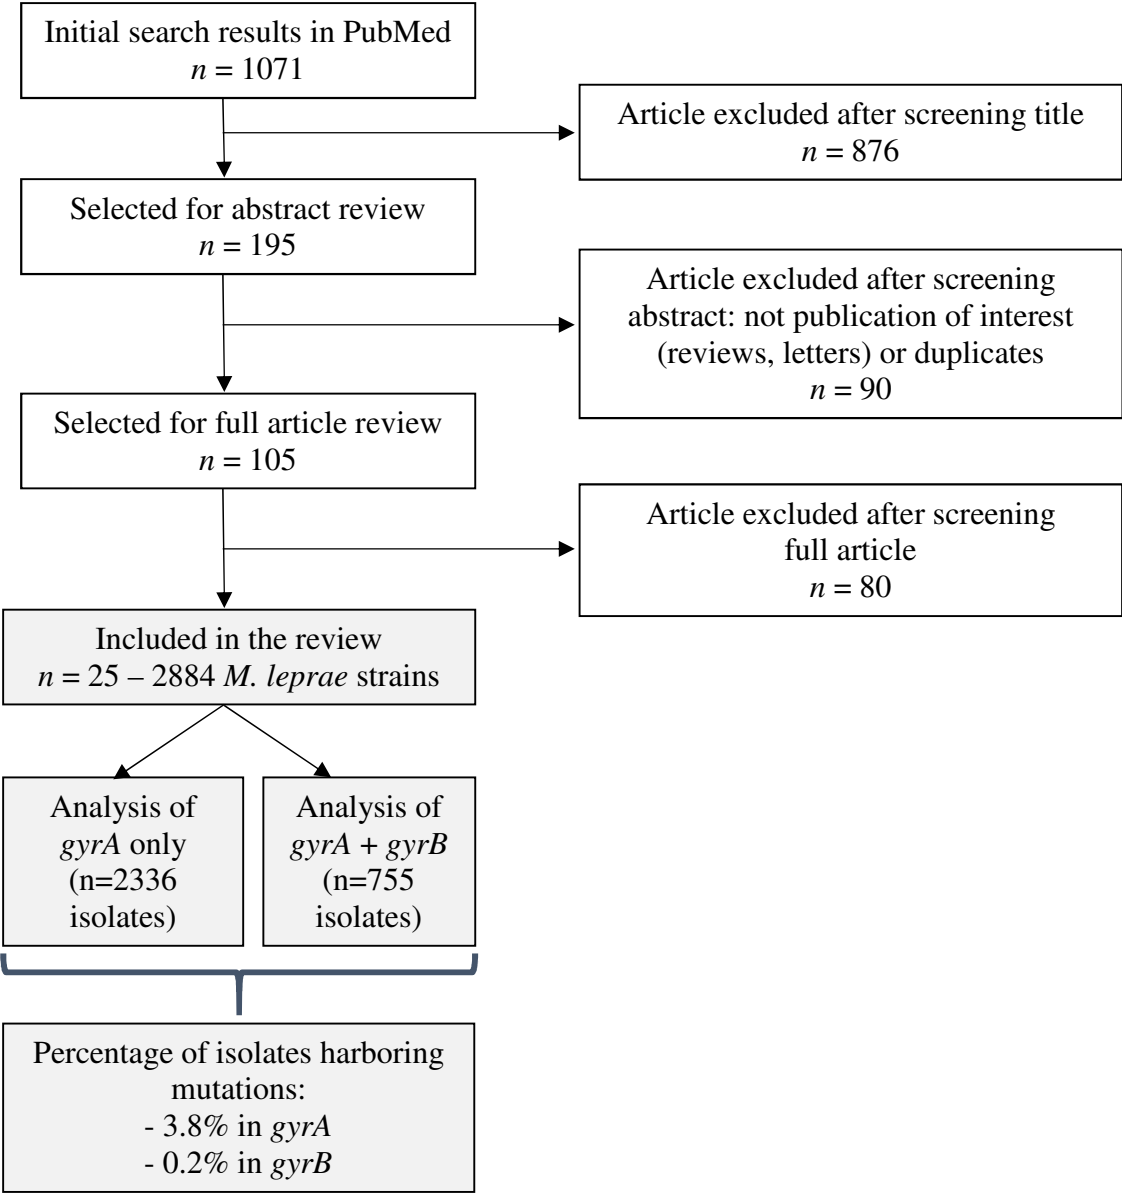 Initial search results in PubMed
n = 1071
Article excluded after screening title
n = 876
Selected for abstract review
n = 195
Article excluded after screening
abstract: not publication of interest
(reviews, letters) or duplicates
n = 90
Selected for full article review
n = 105
Article excluded after screening
full article
n = 80
Included in the review
n = 25 – 2884 M. leprae strains
Analysis of
gyrA only
(n=2336
isolates)
Analysis of
gyrA + gyrB
(n=755
isolates)
Percentage of isolates harboring
mutations:
- 3.8% in gyrA
- 0.2% in gyrB